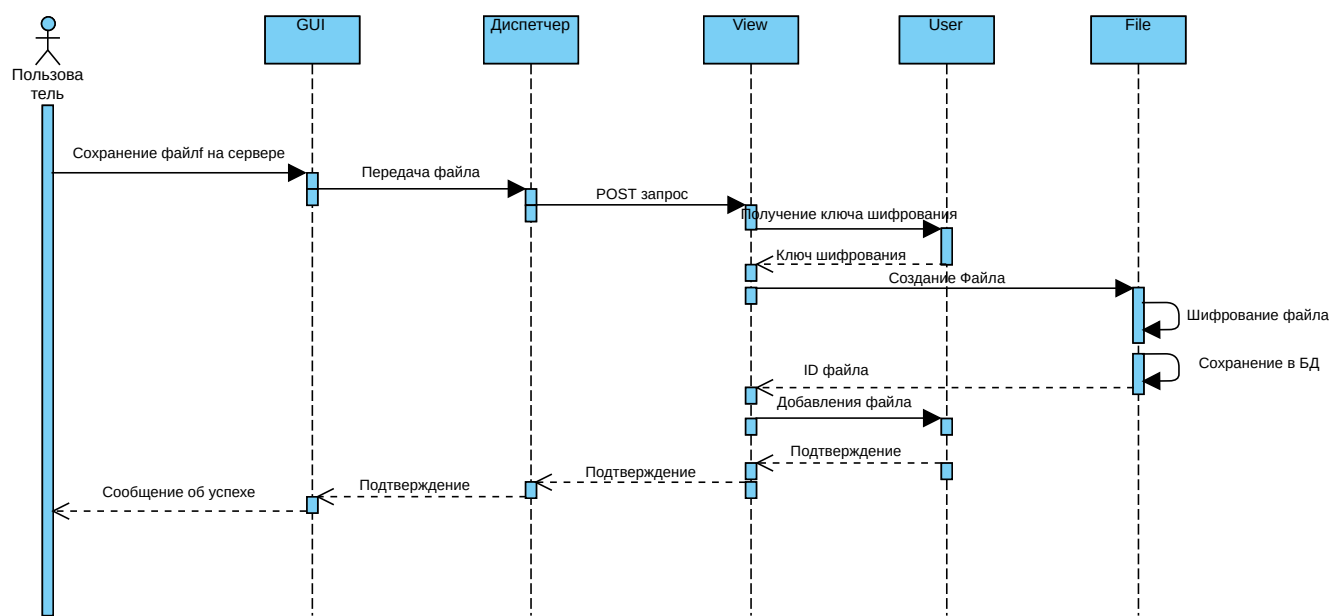 GUI
Диспетчер
View
User
File
Пользова
тель
Сохранение файлf на сервере
Передача файла
POST запрос
Получение ключа шифрования
Ключ шифрования
Создание Файла
Шифрование файла
Сохранение в БД
ID файла
Добавления файла
Подтверждение
Подтверждение
Подтверждение
Сообщение об успехе